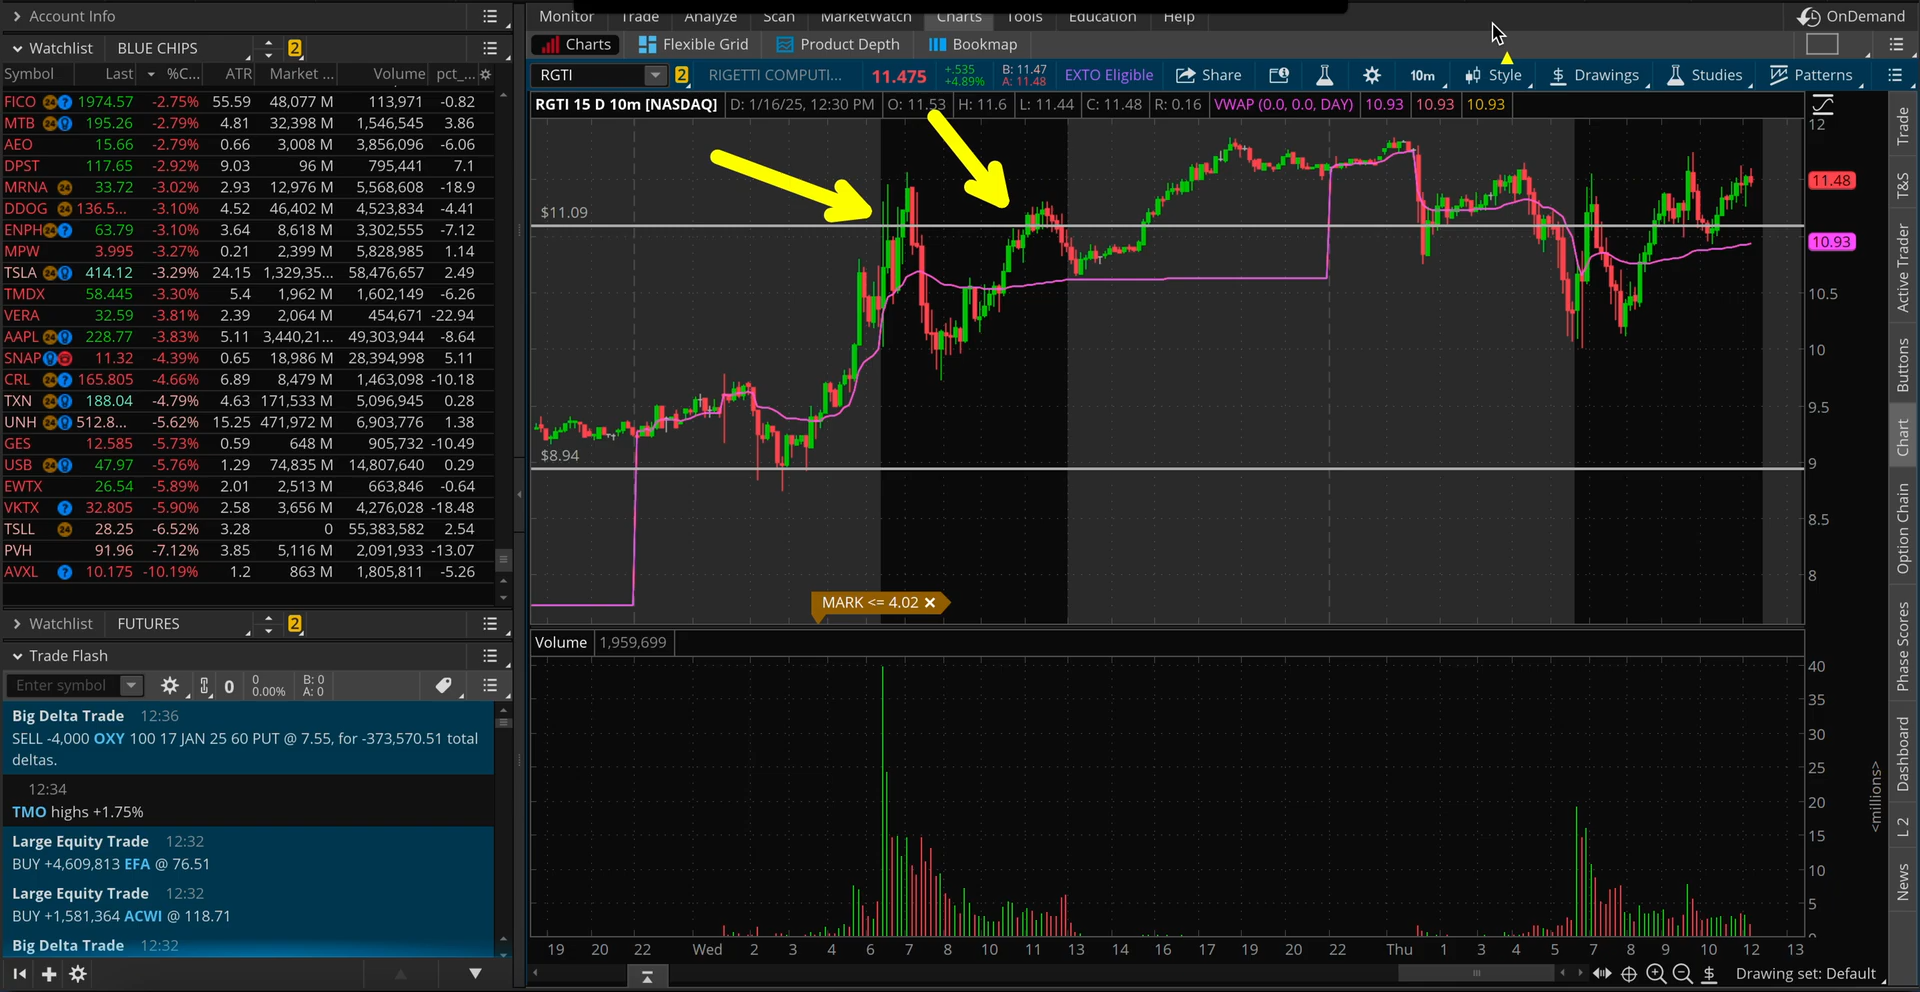 Account Info
Watchlist BLUE CHIPS 2
Symbol Last %C... ATR Market ... Volume pct_...
FICO 24 ? 1974.57 -2.75% 55.59 48,077 M 113,971 -0.82
MTB 24 195.26 -2.79% 4.81 32,398 M 1,546,545 3.86
AEO 15.66 -2.79% 0.66 3,008 M 3,856,096 -6.06
DPST 117.65 -2.92% 9.03 96 M 795,441 7.1
MRNA 24 33.72 -3.02% 2.93 12,976 M 5,568,608 -18.9
DDOG 24 136.5... -3.10% 4.52 46,402 M 4,523,834 -4.41
ENPH 24 ? 63.79 -3.10% 3.64 8,618 M 3,302,555 -7.12
MPW 3.995 -3.27% 0.21 2,399 M 5,828,985 1.14
TSLA 24 414.12 -3.29% 24.15 1,329,35... 58,476,657 2.49
TMDX 58.445 -3.30% 5.4 1,962 M 1,602,149 -6.26
VERA 32.59 -3.81% 2.39 2,064 M 454,671 -22.94
AAPL 24 228.77 -3.83% 5.11 3,440,21... 49,303,944 -8.64
SNAP 11.32 -4.39% 0.65 18,986 M 28,394,998 5.11
CRL 24 ? 165.805 -4.66% 6.89 8,479 M 1,463,098 -10.18
TXN 24 188.04 -4.79% 4.63 171,533 M 5,096,945 0.28
UNH 24 512.8... -5.62% 15.25 471,972 M 6,903,776 1.38
GES 12.585 -5.73% 0.59 648 M 905,732 -10.49
USB 24 47.97 -5.76% 1.29 74,835 M 14,807,640 0.29
EWTX 26.54 -5.89% 2.01 2,513 M 663,846 -0.64
VKTX ? 32.805 -5.90% 2.58 3,656 M 4,276,028 -18.48
TSLL 24 28.25 -6.52% 3.28 0 55,383,582 2.54
PVH 91.96 -7.12% 3.85 5,116 M 2,091,933 -13.07
AVXL ? 10.175 -10.19% 1.2 863 M 1,805,811 -5.26
Watchlist FUTURES 2
Trade Flash
Enter symbol 0 0 0.00% B: 0 A: 0
Big Delta Trade 12:36
SELL -4,000 OXY 100 17 JAN 25 60 PUT @ 7.55, for -373,570.51 total
deltas.
12:34
TMO highs +1.75%
Large Equity Trade 12:32
BUY +4,609,813 EFA @ 76.51
Large Equity Trade 12:32
BUY +1,581,364 ACWI @ 118.71
Big Delta Trade 12:32
Monitor Trade Analyze Scan MarketWatch Charts Tools Education Help OnDemand
Charts Flexible Grid Product Depth Bookmap
RGTI 2 RIGETTI COMPUTI... 11.475 +.535 +4.89% B: 11.47 A: 11.48 EXTO Eligible Share 10m Style Drawings Studies Patterns
RGTI 15 D 10m [NASDAQ] D: 1/16/25, 12:30 PM O: 11.53 H: 11.6 L: 11.44 C: 11.48 R: 0.16 VWAP (0.0, 0.0, DAY) 10.93 10.93 10.93
12
11.48
$11.09
10.93
10.5
10
9.5
$8.94
9
8.5
8
MARK <= 4.02 ×
Volume 1,959,699
40
35
30
25
20
15
10
5
<millions>
19 20 22 Wed 2 3 4 5 6 7 8 10 11 13 14 16 17 19 20 22 Thu 1 3 4 5 7 8 9 10 12 13
Drawing set: Default
Trade
T&S
Active Trader
Buttons
Chart
Option Chain
Phase Scores
Dashboard
L 2
News